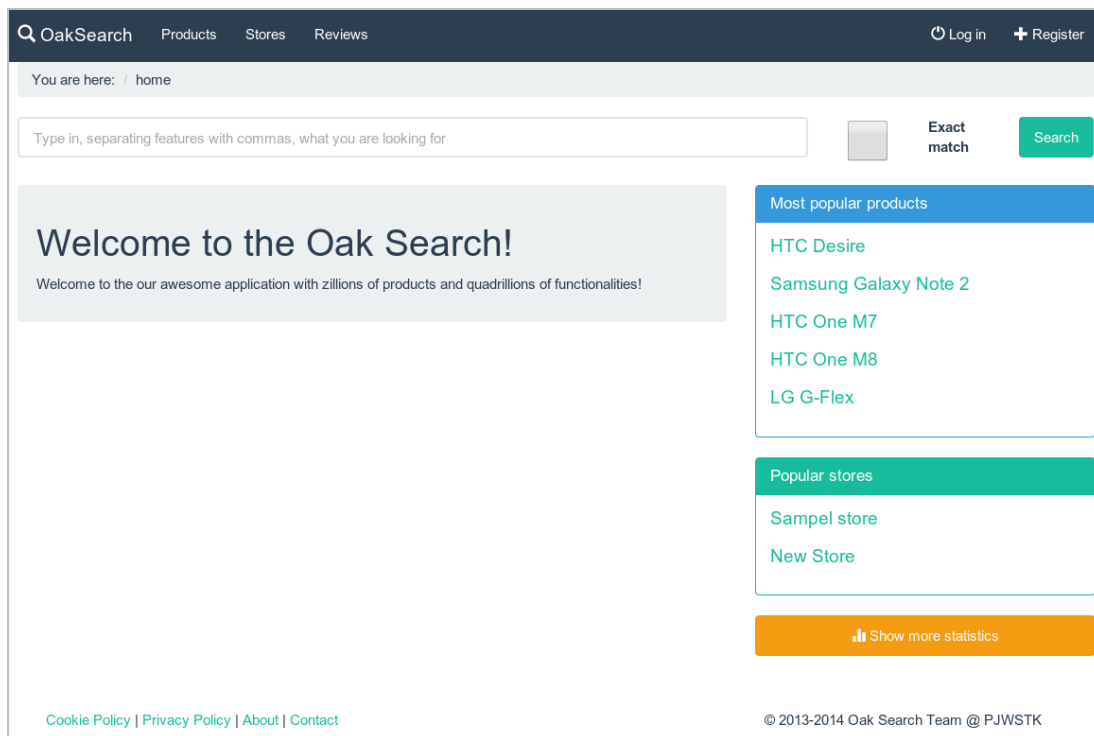 OakSearch Products Stores Reviews Log in Register
You are here: / home
Type in, separating features with commas, what you are looking for
Exact
match
Search
Welcome to the Oak Search!
Welcome to the our awesome application with zillions of products and quadrillions of functionalities!
Most popular products
HTC Desire
Samsung Galaxy Note 2
HTC One M7
HTC One M8
LG G-Flex
Popular stores
Sampel store
New Store
Show more statistics
Cookie Policy | Privacy Policy | About | Contact
© 2013-2014 Oak Search Team @ PJWSTK